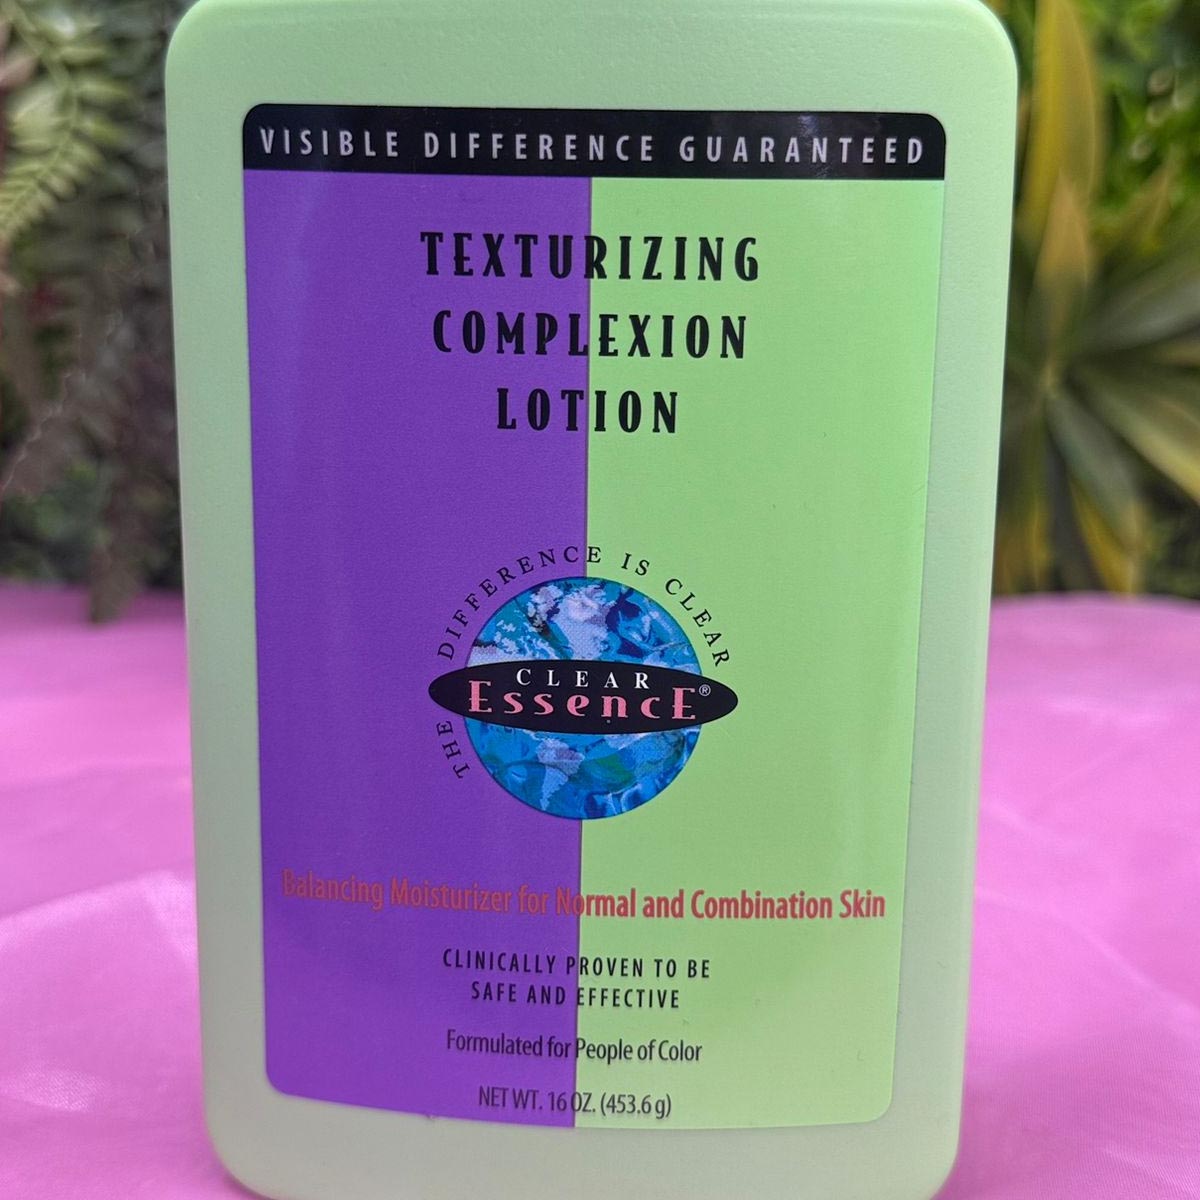 VISIBLE DIFFERENCE GUARANTEED
TEXTURIZING
COMPLEXION
LOTION
THE DIFFERENCE IS CLEAR
CLEAR
EssencE®
Balancing Moisturizer for Normal and Combination Skin
CLINICALLY PROVEN TO BE
SAFE AND EFFECTIVE
Formulated for People of Color
NET WT. 16 OZ. (453.6 g)